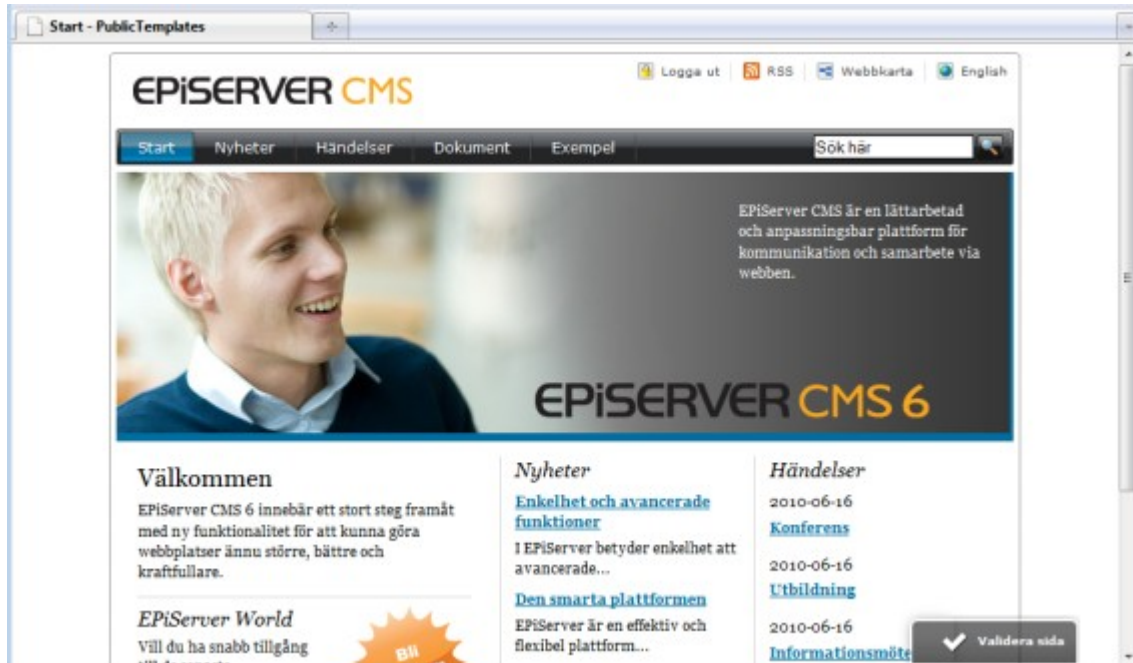 Start - PublicTemplates
EPiSERVER CMS
Logga ut
RSS
Webbkarta
English
Start
Nyheter
Händelser
Dokument
Exempel
Sök här
EPiServer CMS är en lättarbetad
och anpassningsbar plattform för
kommunikation och samarbete via
webben.
EPiSERVER CMS 6
Välkommen
EPiServer CMS 6 innebär ett stort steg framåt
med ny funktionalitet för att kunna göra
webbplatser ännu större, bättre och
kraftfullare.
EPiServer World
Vill du ha snabb tillgång
Bli
Nyheter
Enkelhet och avancerade
funktioner
I EPiServer betyder enkelhet att
avancerade...
Den smarta plattformen
EPiServer är en effektiv och
flexibel plattform...
Händelser
2010-06-16
Konferens
2010-06-16
Utbildning
2010-06-16
Informationsmöte
Validera sida